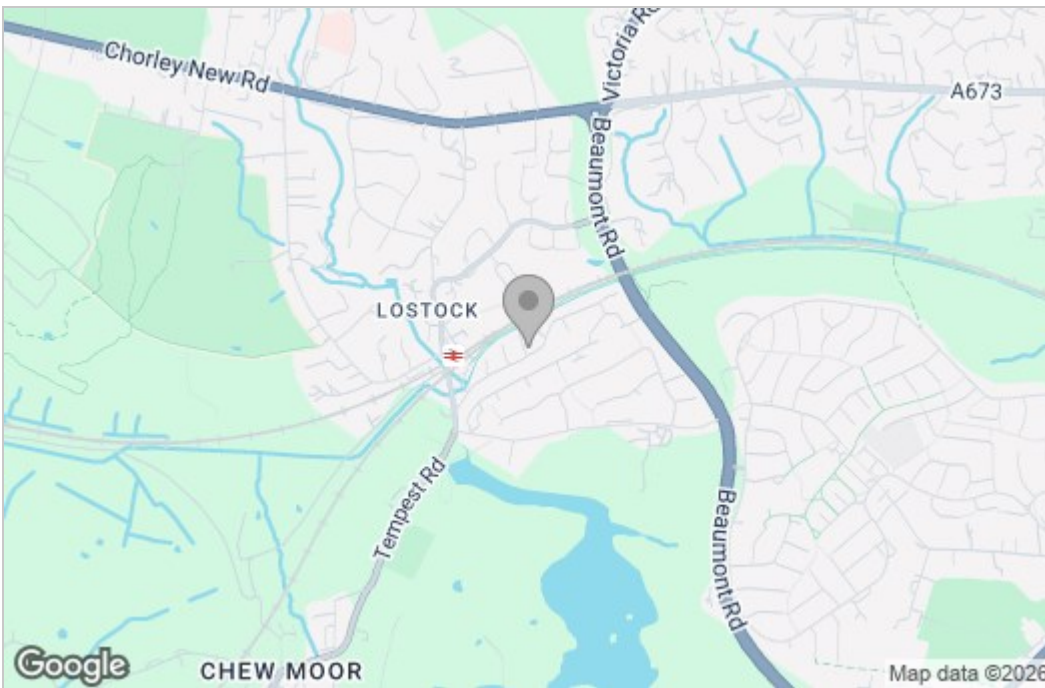 Chorley New Rd
Victoria Rd
A673
Beaumont Rd
LOSTOCK
Tempest Rd
Beaumont Rd
CHEW MOOR
Google
Map data ©2026